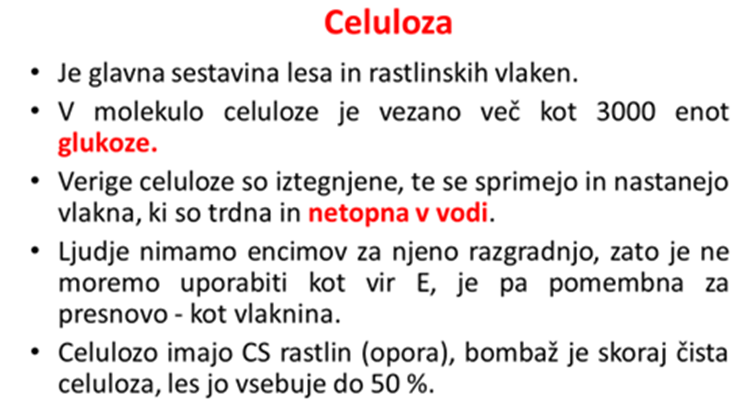 Celuloza
• Je glavna sestavina lesa in rastlinskih vlaken.
• V molekulo celuloze je vezano več kot 3000 enot
glukoze.
• Verige celuloze so iztegnjene, te se sprimejo in nastanejo
vlakna, ki so trdna in netopna v vodi.
• Ljudje nimamo encimov za njeno razgradnjo, zato je ne
moremo uporabiti kot vir E, je pa pomembna za
presnovo - kot vlaknina.
• Celulozo imajo CS rastlin (opora), bombaž je skoraj čista
celuloza, les jo vsebuje do 50 %.